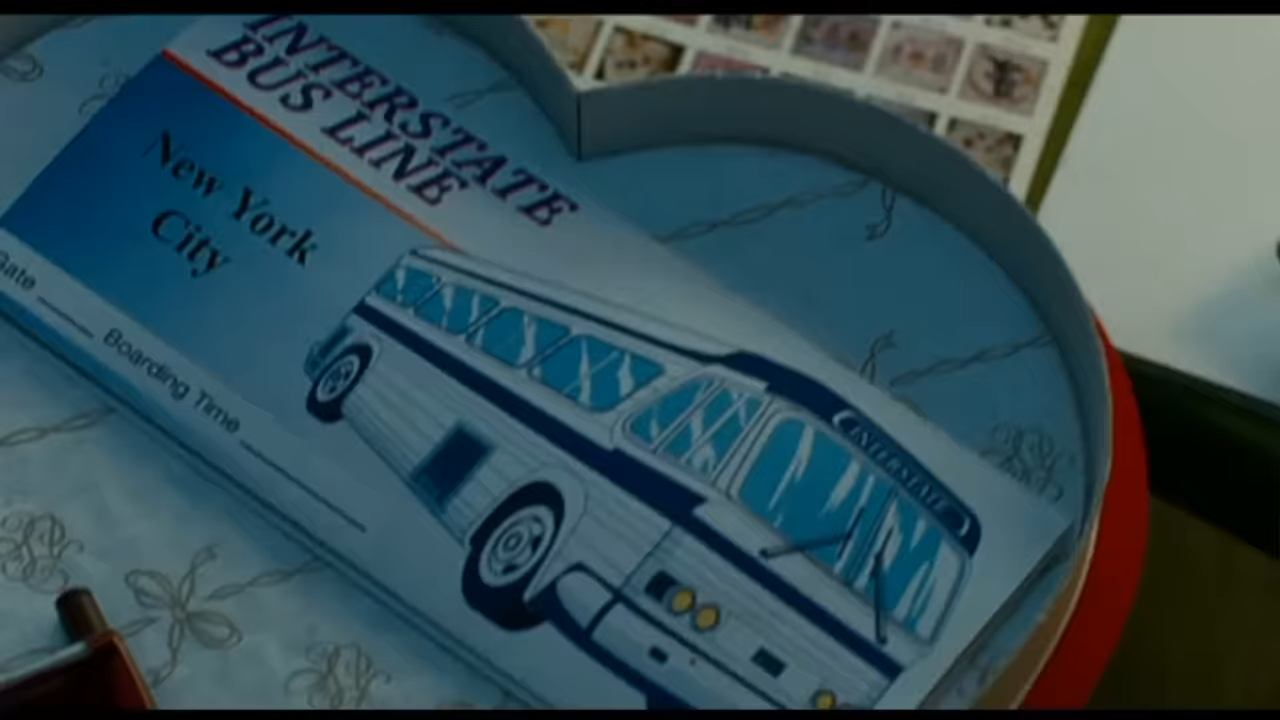 INTERSTATE
BUS LINE
New York
City
Gate
Boarding Time
INTERSTATE